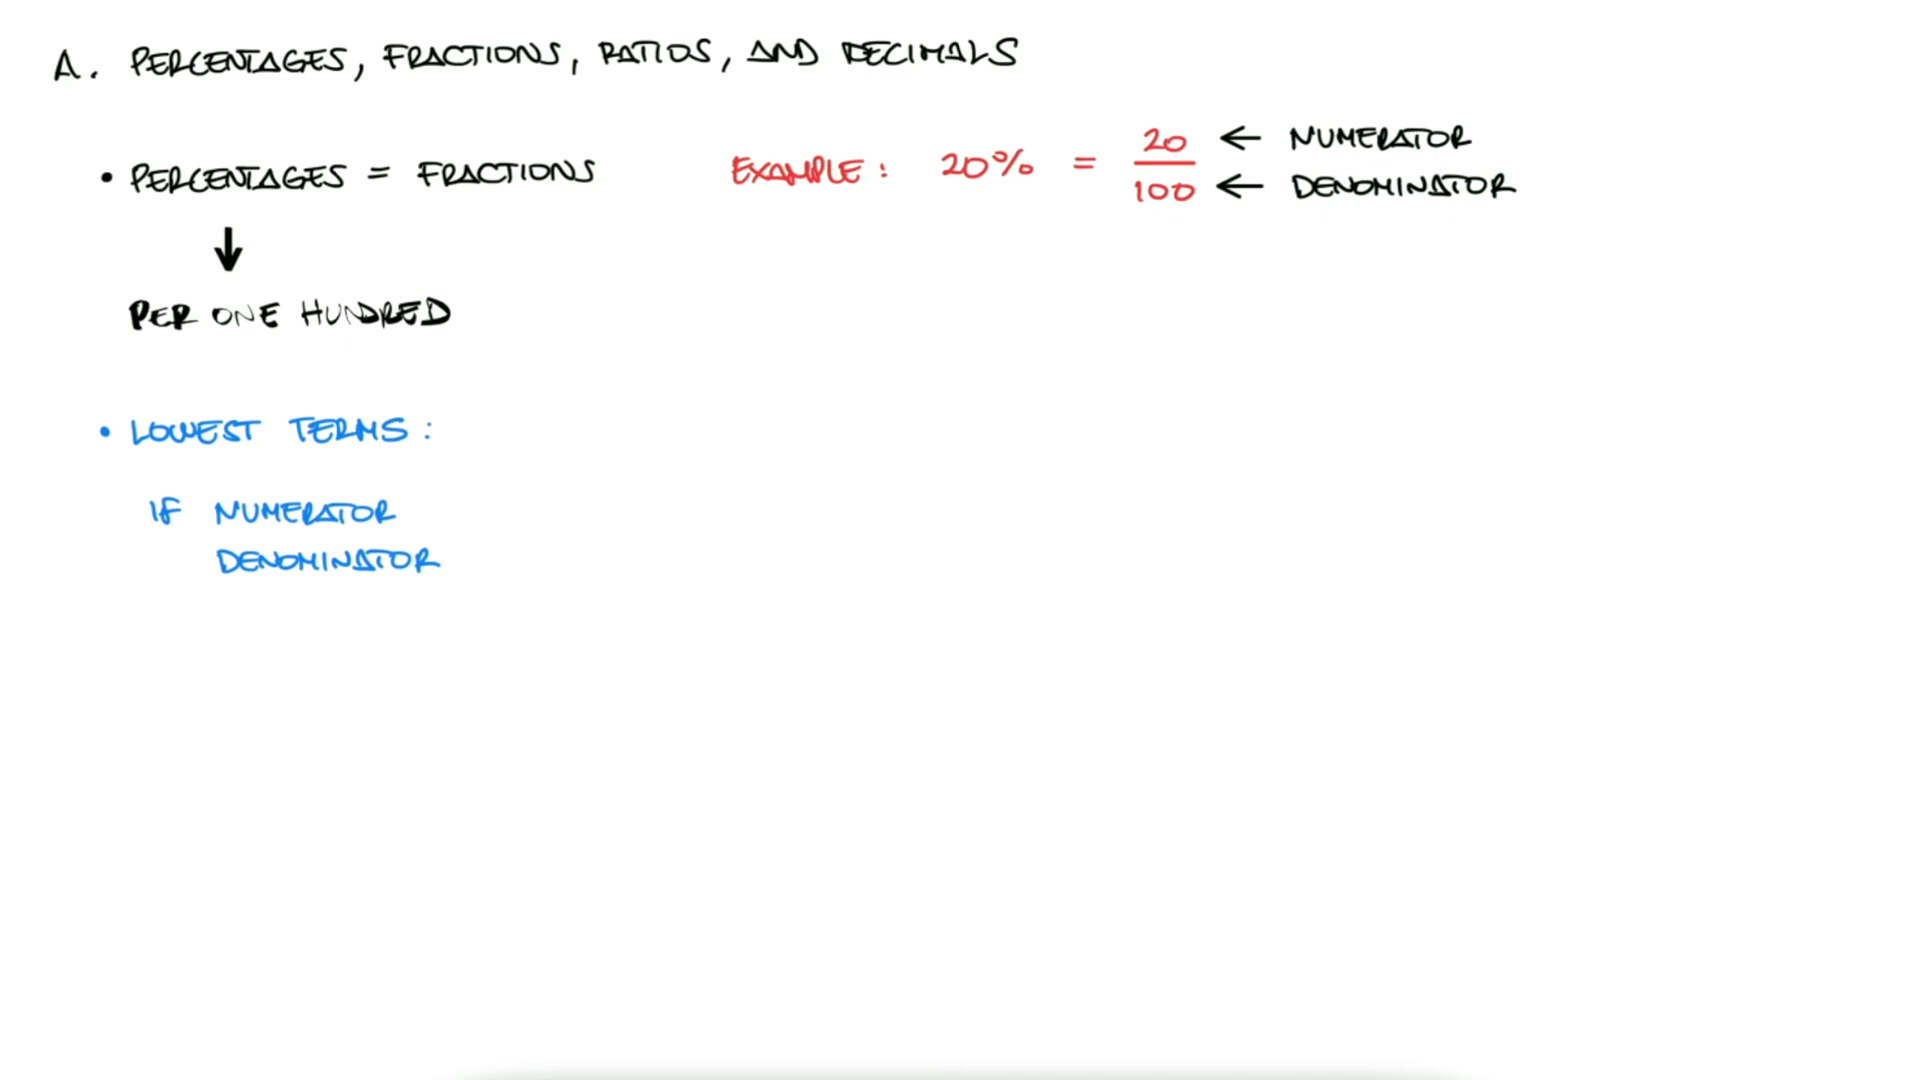 A. PERCENTAGES, FRACTIONS, RATIOS, AND DECIMALS
• PERCENTAGES = FRACTIONS
EXAMPLE: 20% = 20/100
← NUMERATOR
← DENOMINATOR
↓
PER ONE HUNDRED
• LOWEST TERMS:
IF NUMERATOR
DENOMINATOR